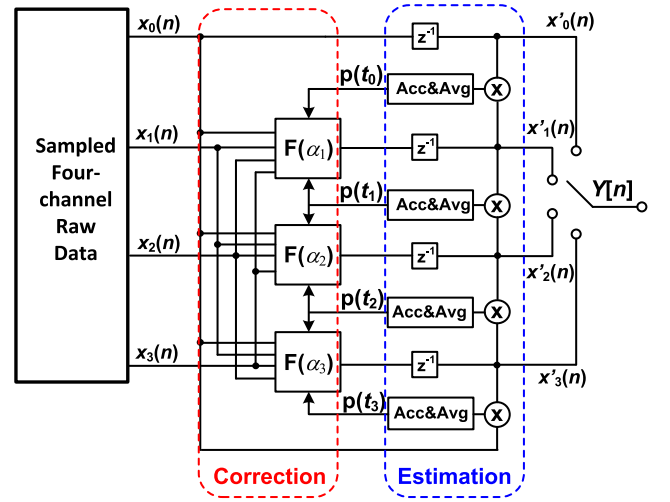 x₀(n)
z⁻¹
x'₀(n)
p(t₀)
Acc&Avg
X
x₁(n)
F(α₁)
z⁻¹
x'₁(n)
Sampled
Four-
channel
Raw
Data
p(t₁)
Acc&Avg
X
Y[n]
x₂(n)
F(α₂)
z⁻¹
x'₂(n)
p(t₂)
Acc&Avg
X
x₃(n)
F(α₃)
z⁻¹
x'₃(n)
p(t₃)
Acc&Avg
X
Correction
Estimation